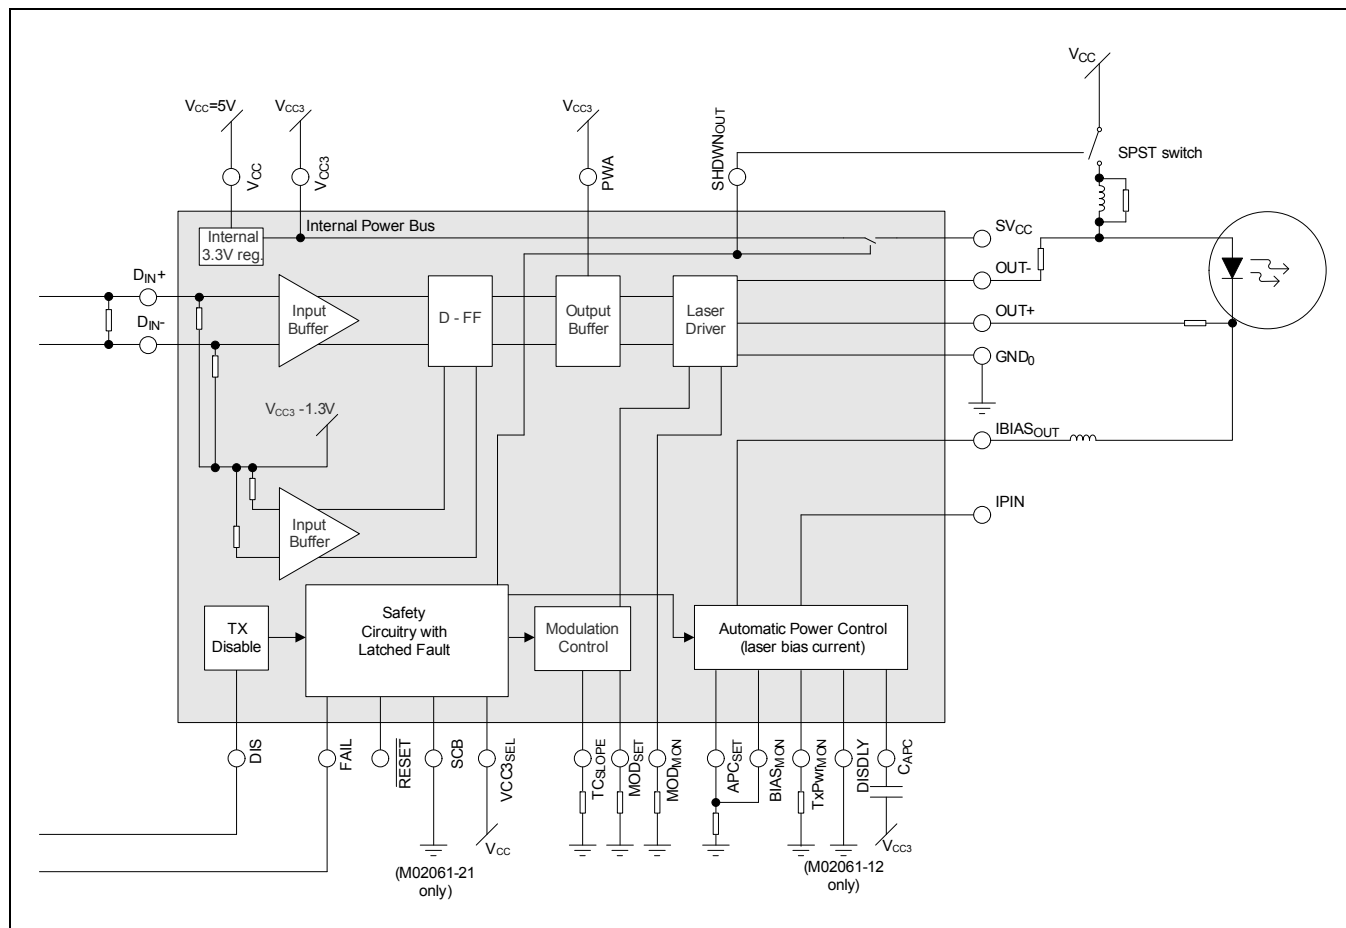 VCC
VCC=5V
VCC3
VCC3
SPST switch
VCC
VCC3
PWA
SHDWNOUT
Internal Power Bus
Internal
3.3V reg.
SVCC
DIN+
OUT-
Input
Buffer
D - FF
Output
Buffer
Laser
Driver
DIN-
OUT+
GND0
VCC3 -1.3V
IBIASOUT
IPIN
Input
Buffer
TX
Disable
Safety
Circuitry with
Latched Fault
Modulation
Control
Automatic Power Control
(laser bias current)
DIS
FAIL
RESET
SCB
VCC3SEL
TCSLOPE
MODSET
MODMON
APCSET
BIASMON
TxPwrMON
DISDLY
CAPC
VCC
VCC3
(M02061-21
only)
(M02061-12
only)